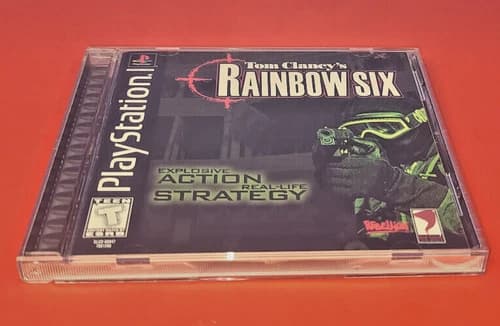 PlayStation
Tom Clancy's
RAINBOW SIX
EXPLOSIVE
ACTION
REAL-LIFE
STRATEGY
TEEN
T
Red Storm